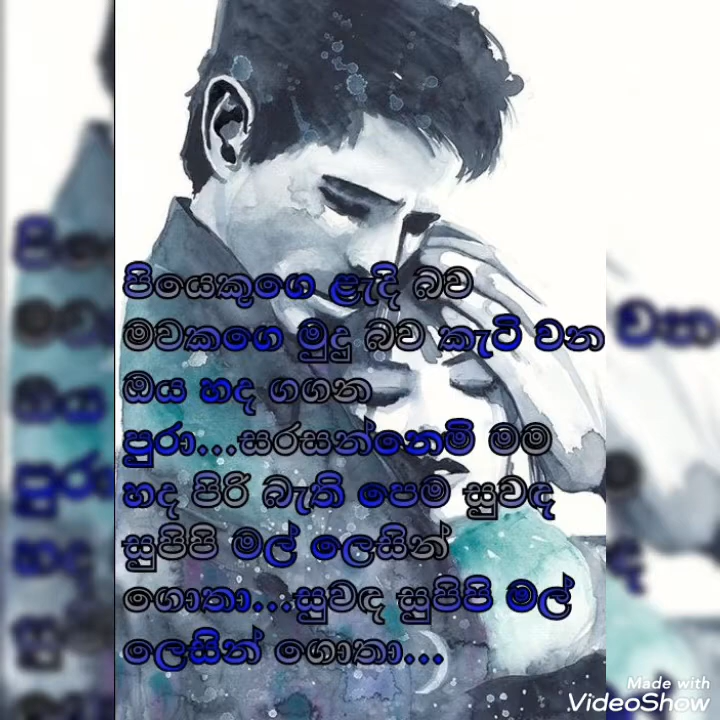 පියෙකුගෙ ළැදි බව
මවකගෙ මුදු බව කැටි වන
ඔය හද ගගන
පුරා...සරසන්නෙමි මම
හද පිරි බැති පෙම සුවඳ
සුපිපි මල් ලෙසින්
ගොතා...සුවඳ සුපිපි මල්
ලෙසින් ගොතා...
Made with
VideoShow